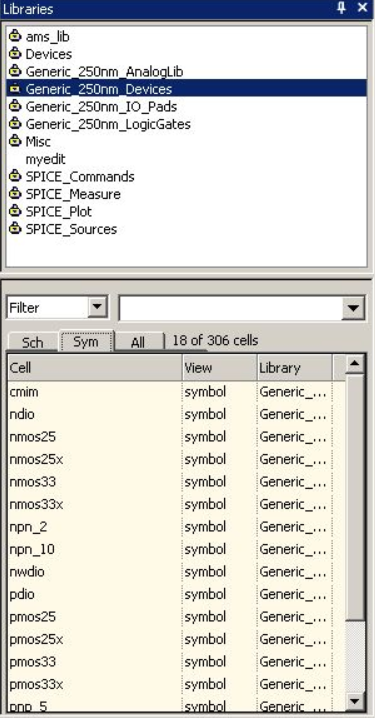 Libraries
ams_lib
Devices
Generic_250nm_AnalogLib
Generic_250nm_Devices
Generic_250nm_IO_Pads
Generic_250nm_LogicGates
Misc
myedit
SPICE_Commands
SPICE_Measure
SPICE_Plot
SPICE_Sources
Filter
Sch Sym All 18 of 306 cells
Cell View Library
cmim symbol Generic_...
ndio symbol Generic_...
nmos25 symbol Generic_...
nmos25x symbol Generic_...
nmos33 symbol Generic_...
nmos33x symbol Generic_...
npn_2 symbol Generic_...
npn_10 symbol Generic_...
nwdio symbol Generic_...
pdio symbol Generic_...
pmos25 symbol Generic_...
pmos25x symbol Generic_...
pmos33 symbol Generic_...
pmos33x symbol Generic_...
pnp_5 symbol Generic_...